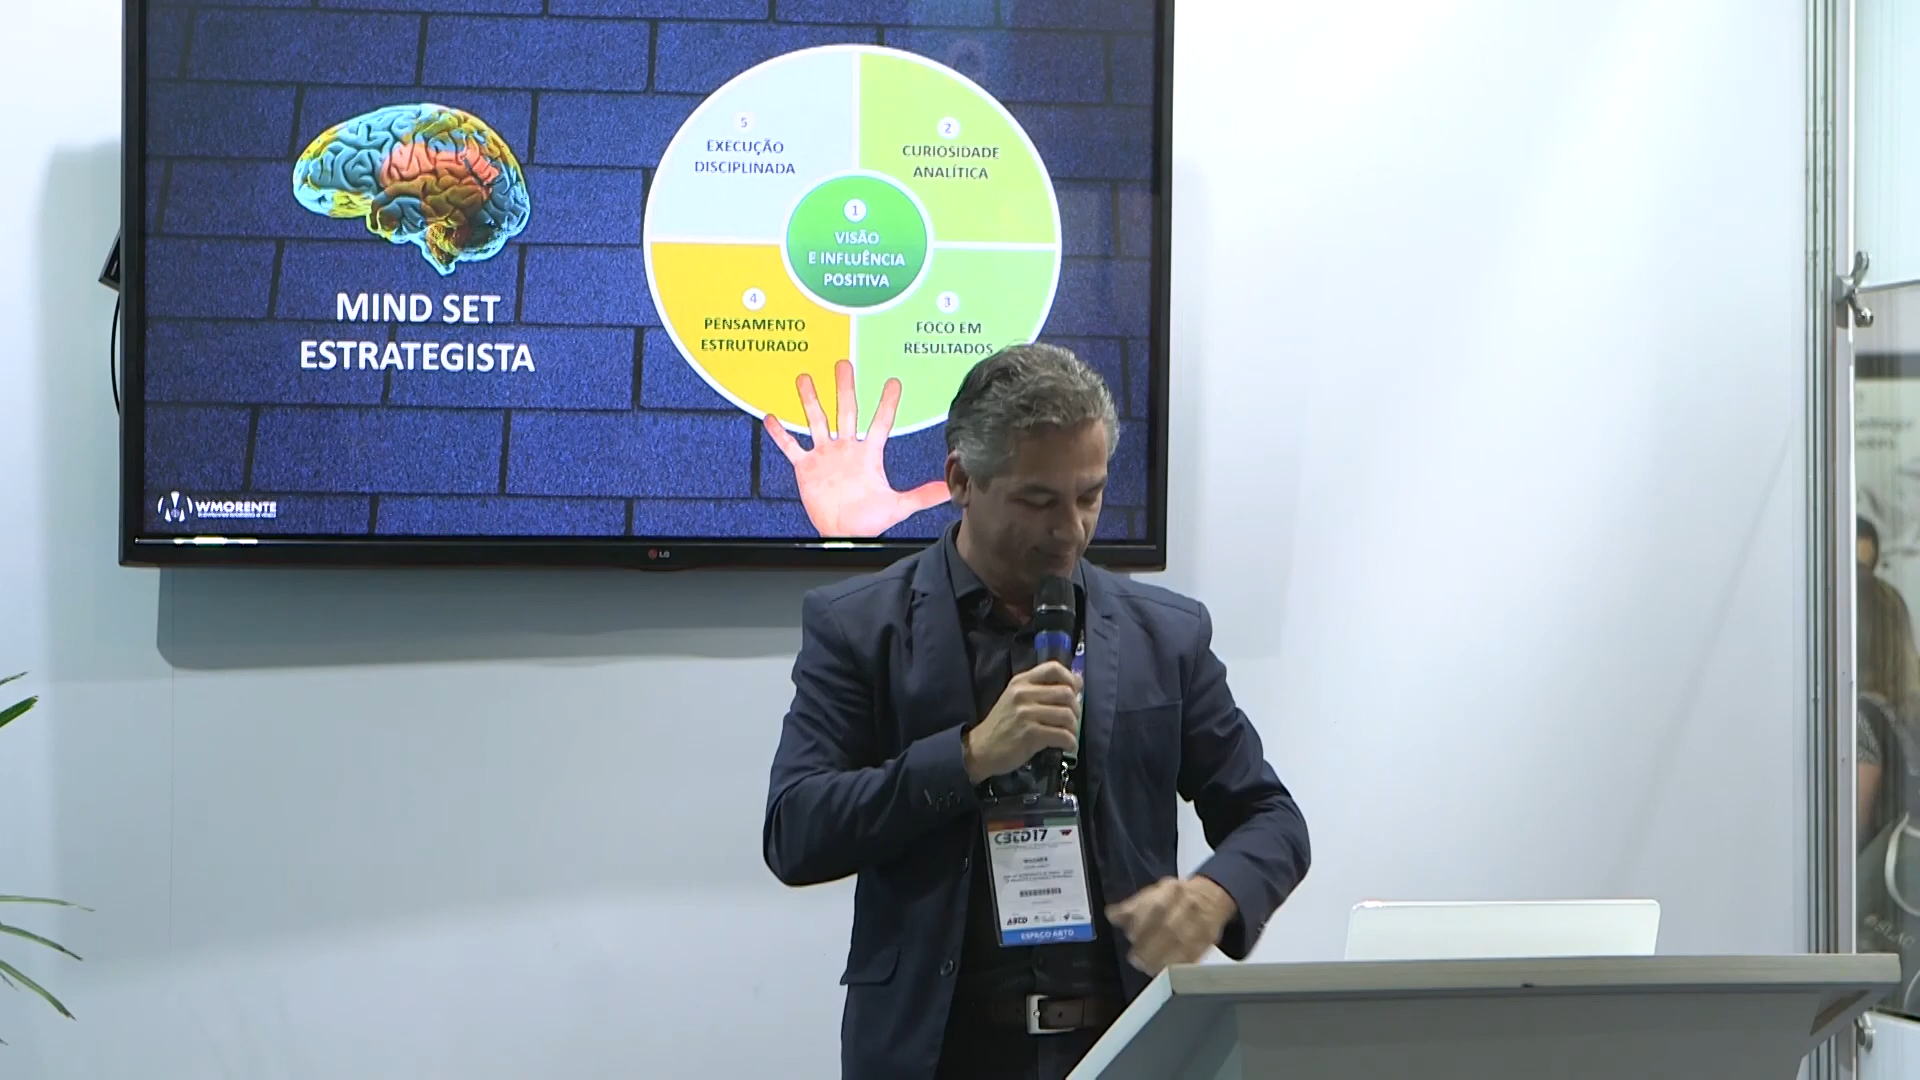 MIND SET
ESTRATEGISTA
1
VISÃO
E INFLUÊNCIA
POSITIVA
2
CURIOSIDADE
ANALÍTICA
3
FOCO EM
RESULTADOS
4
PENSAMENTO
ESTRUTURADO
5
EXECUÇÃO
DISCIPLINADA
WMORENTE
LG
CBTD17
ESPAÇO ABTD